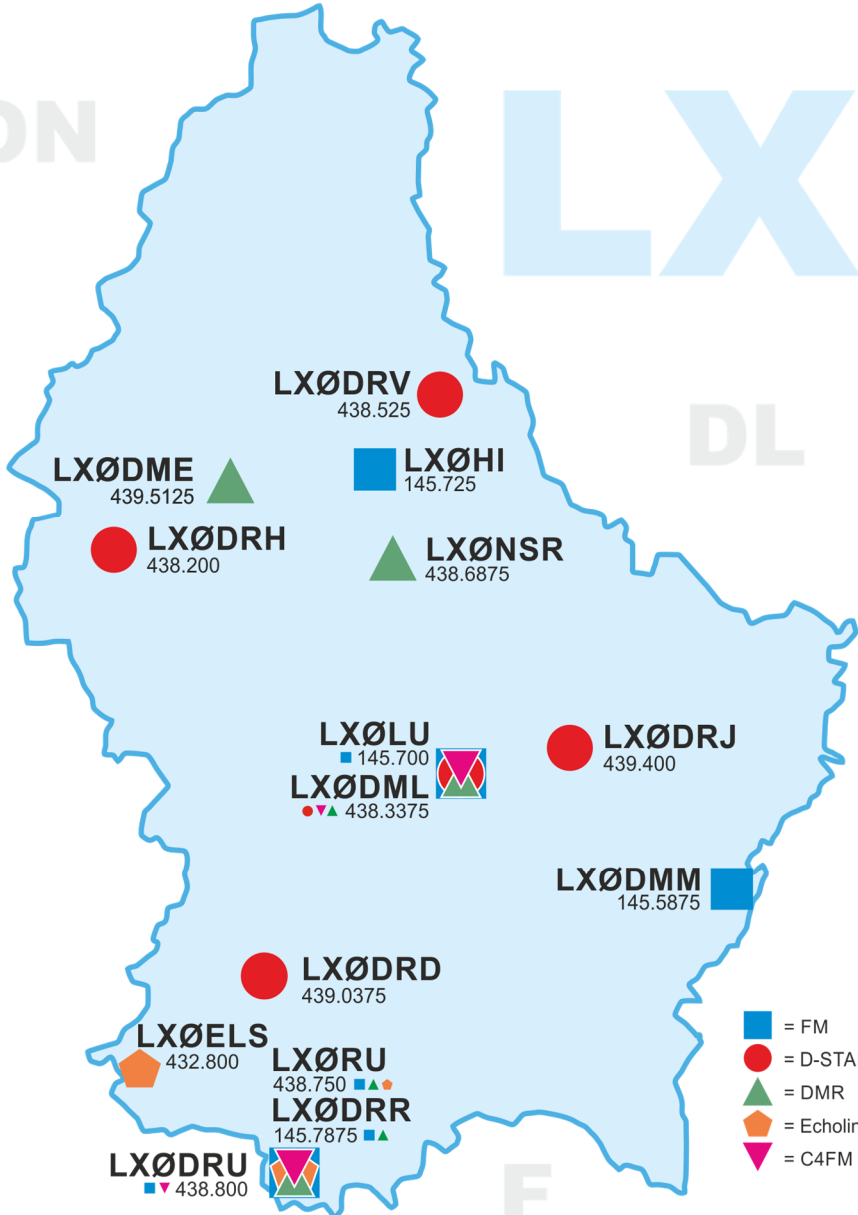 ON
LX
LXØDRV
438.525
DL
LXØDME
439.5125
LXØHI
145.725
LXØDRH
438.200
LXØNSR
438.6875
LXØLU
145.700
LXØDML
438.3375
LXØDRJ
439.400
LXØDMM
145.5875
LXØDRD
439.0375
LXØELS
432.800
LXØRU
438.750
LXØDRR
145.7875
LXØDRU
438.800
F
= FM
= D-STA
= DMR
= Echolin
= C4FM